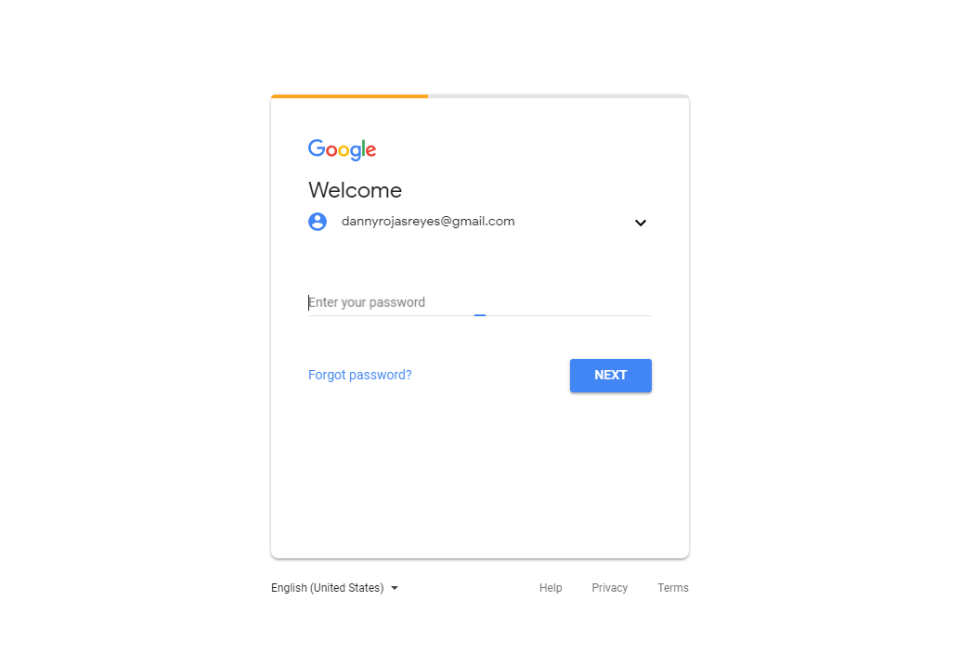 Google
Welcome
dannyrojasreyes@gmail.com
Enter your password
Forgot password?
NEXT
English (United States)
Help
Privacy
Terms